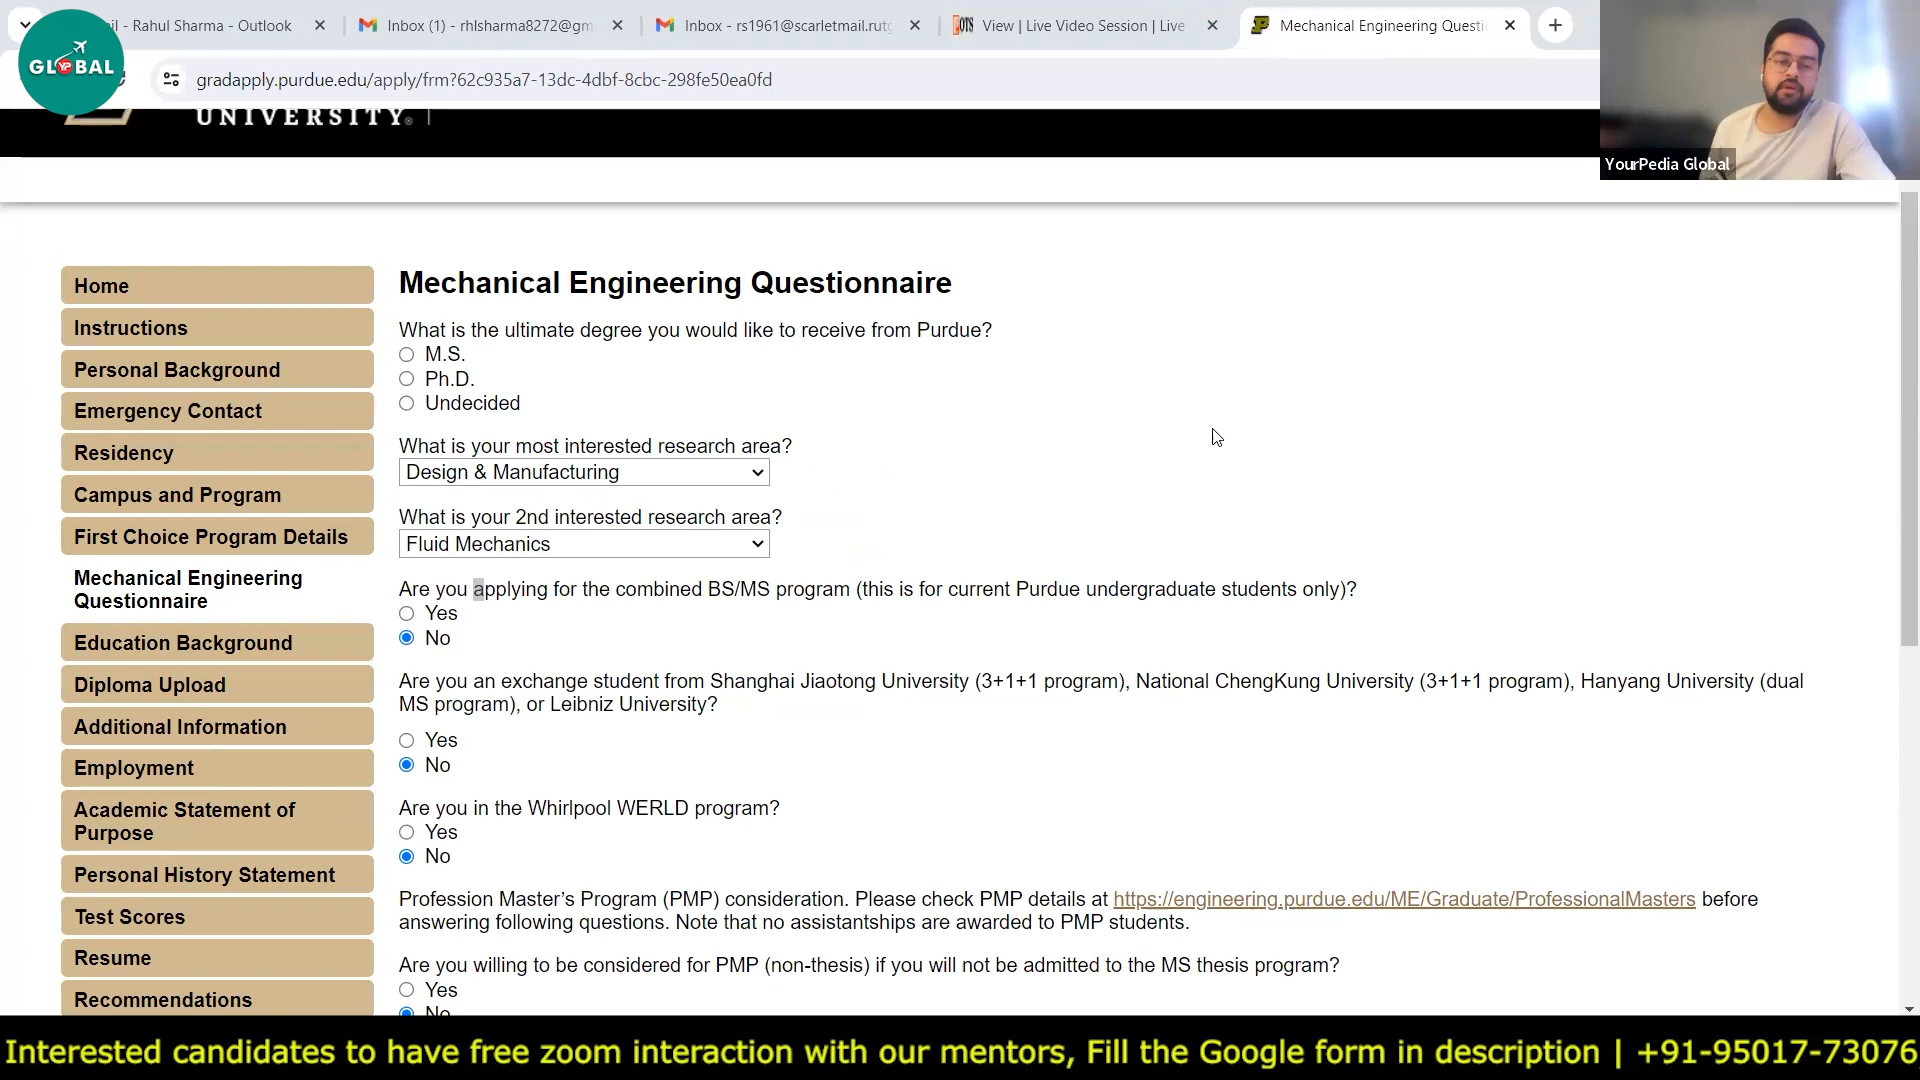 il - Rahul Sharma - Outlook
Inbox (1) - rhlsharma8272@gm
Inbox - rs1961@scarletmail.rutg
View | Live Video Session | Live
Mechanical Engineering Questi
GLOBAL
YP
gradapply.purdue.edu/apply/frm?62c935a7-13dc-4dbf-8cbc-298fe50ea0fd
UNIVERSITY®
YourPedia Global
Home
Instructions
Personal Background
Emergency Contact
Residency
Campus and Program
First Choice Program Details
Mechanical Engineering
Questionnaire
Education Background
Diploma Upload
Additional Information
Employment
Academic Statement of
Purpose
Personal History Statement
Test Scores
Resume
Recommendations
Mechanical Engineering Questionnaire
What is the ultimate degree you would like to receive from Purdue?
M.S.
Ph.D.
Undecided
What is your most interested research area?
Design & Manufacturing
What is your 2nd interested research area?
Fluid Mechanics
Are you applying for the combined BS/MS program (this is for current Purdue undergraduate students only)?
Yes
No
Are you an exchange student from Shanghai Jiaotong University (3+1+1 program), National ChengKung University (3+1+1 program), Hanyang University (dual
MS program), or Leibniz University?
Yes
No
Are you in the Whirlpool WERLD program?
Yes
No
Profession Master's Program (PMP) consideration. Please check PMP details at https://engineering.purdue.edu/ME/Graduate/ProfessionalMasters before
answering following questions. Note that no assistantships are awarded to PMP students.
Are you willing to be considered for PMP (non-thesis) if you will not be admitted to the MS thesis program?
Yes
No
Interested candidates to have free zoom interaction with our mentors, Fill the Google form in description | +91-95017-73076